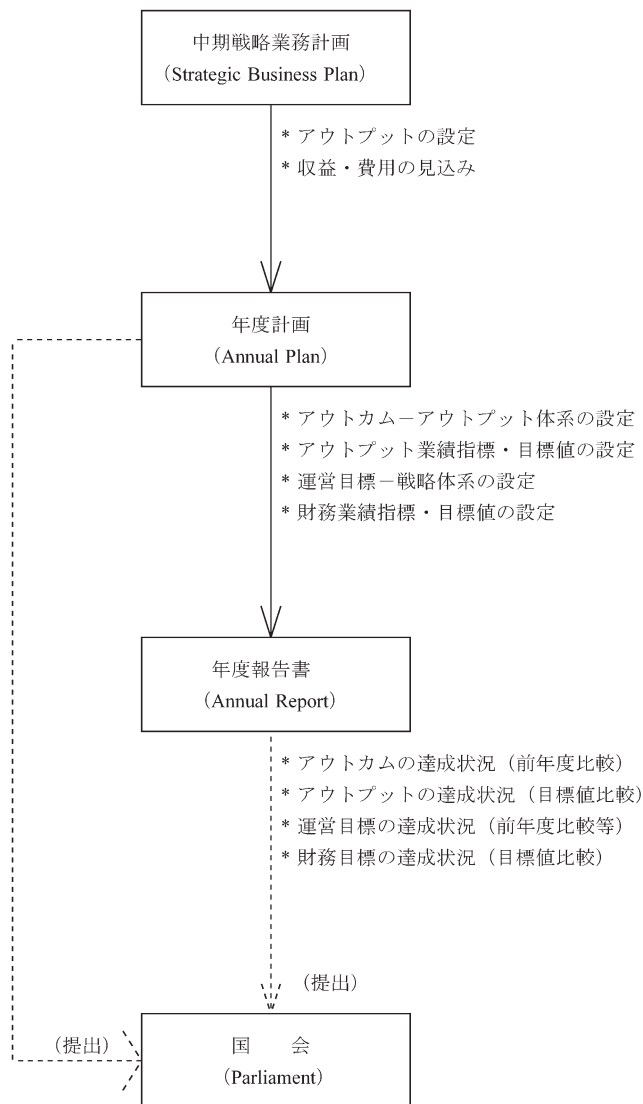 中期戦略業務計画
（Strategic Business Plan）
* アウトプットの設定
* 収益・費用の見込み
年度計画
（Annual Plan）
* アウトカム－アウトプット体系の設定
* アウトプット業績指標・目標値の設定
* 運営目標－戦略体系の設定
* 財務業績指標・目標値の設定
年度報告書
（Annual Report）
* アウトカムの達成状況（前年度比較）
* アウトプットの達成状況（目標値比較）
* 運営目標の達成状況（前年度比較等）
* 財務目標の達成状況（目標値比較）
（提出）
（提出）
国　　会
（Parliament）